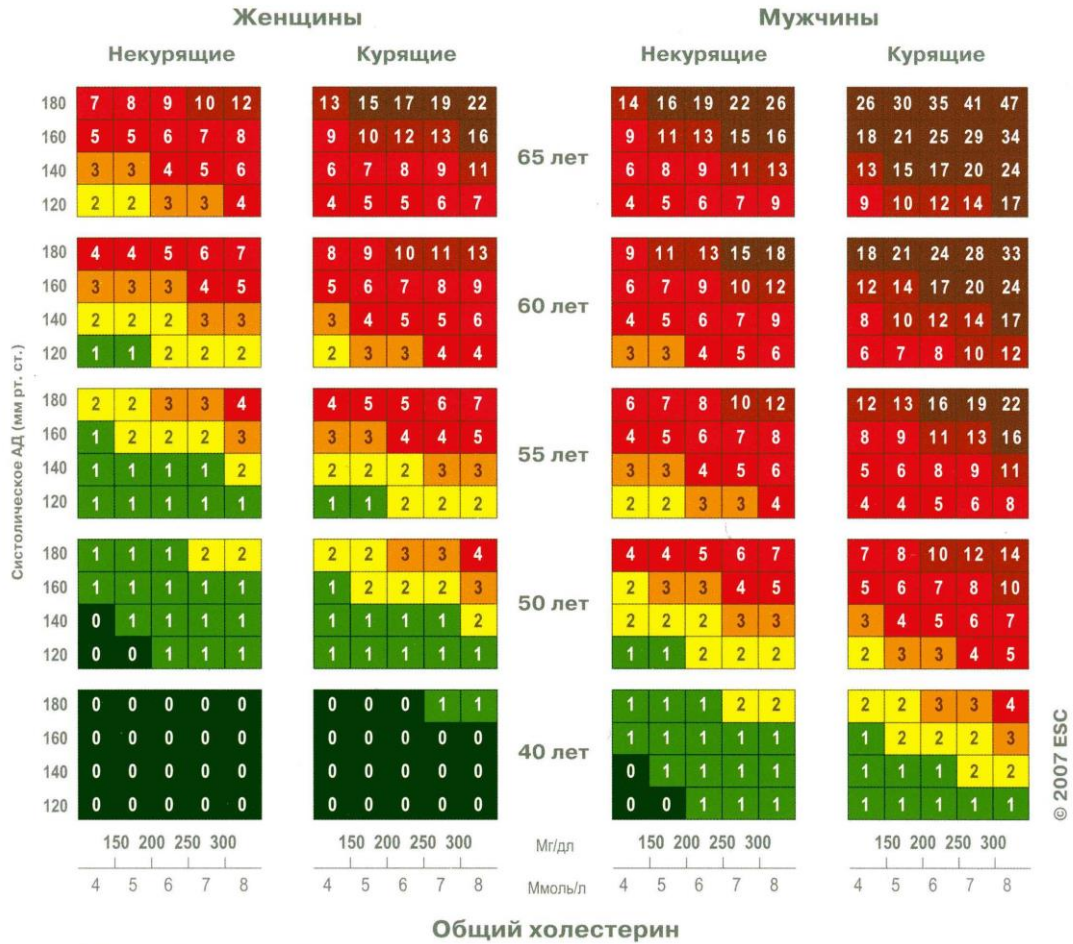 Женщины Мужчины
Некурящие Курящие Некурящие Курящие
180 7 8 9 10 12 13 15 17 19 22 14 16 19 22 26 26 30 35 41 47
160 5 5 6 7 8 9 10 12 13 16 9 11 13 15 16 18 21 25 29 34
65 лет
140 3 3 4 5 6 6 7 8 9 11 6 8 9 11 13 13 15 17 20 24
120 2 2 3 3 4 4 5 5 6 7 4 5 6 7 9 9 10 12 14 17
180 4 4 5 6 7 8 9 10 11 13 9 11 13 15 18 18 21 24 28 33
160 3 3 3 4 5 5 6 7 8 9 6 7 9 10 12 12 14 17 20 24
60 лет
140 2 2 2 3 3 3 4 5 5 6 4 5 6 7 9 8 10 12 14 17
120 1 1 2 2 2 2 3 3 4 4 3 3 4 5 6 6 7 8 10 12
180 2 2 3 3 4 4 5 5 6 7 6 7 8 10 12 12 13 16 19 22
160 1 2 2 2 3 3 3 4 4 5 4 5 6 7 8 8 9 11 13 16
55 лет
140 1 1 1 1 2 2 2 2 3 3 3 3 4 5 6 5 6 8 9 11
120 1 1 1 1 1 1 1 2 2 2 2 2 3 3 4 4 4 5 6 8
Систолическое АД (мм рт. ст.)
180 1 1 1 2 2 2 2 3 3 4 4 4 5 6 7 7 8 10 12 14
160 1 1 1 1 1 1 2 2 2 3 2 3 3 4 5 5 6 7 8 10
50 лет
140 0 1 1 1 1 1 1 1 1 2 2 2 2 3 3 3 4 5 6 7
120 0 0 1 1 1 1 1 1 1 1 1 1 2 2 2 2 3 3 4 5
180 0 0 0 0 0 0 0 0 1 1 1 1 1 2 2 2 2 3 3 4
160 0 0 0 0 0 0 0 0 0 0 1 1 1 1 1 1 2 2 2 3
40 лет
140 0 0 0 0 0 0 0 0 0 0 0 1 1 1 1 1 1 1 2 2
120 0 0 0 0 0 0 0 0 0 0 0 0 1 1 1 1 1 1 1 1
© 2007 ESC
150 200 250 300 150 200 250 300 Мг/дл 150 200 250 300 150 200 250 300
4 5 6 7 8 4 5 6 7 8 Ммоль/л 4 5 6 7 8 4 5 6 7 8
Общий холестерин